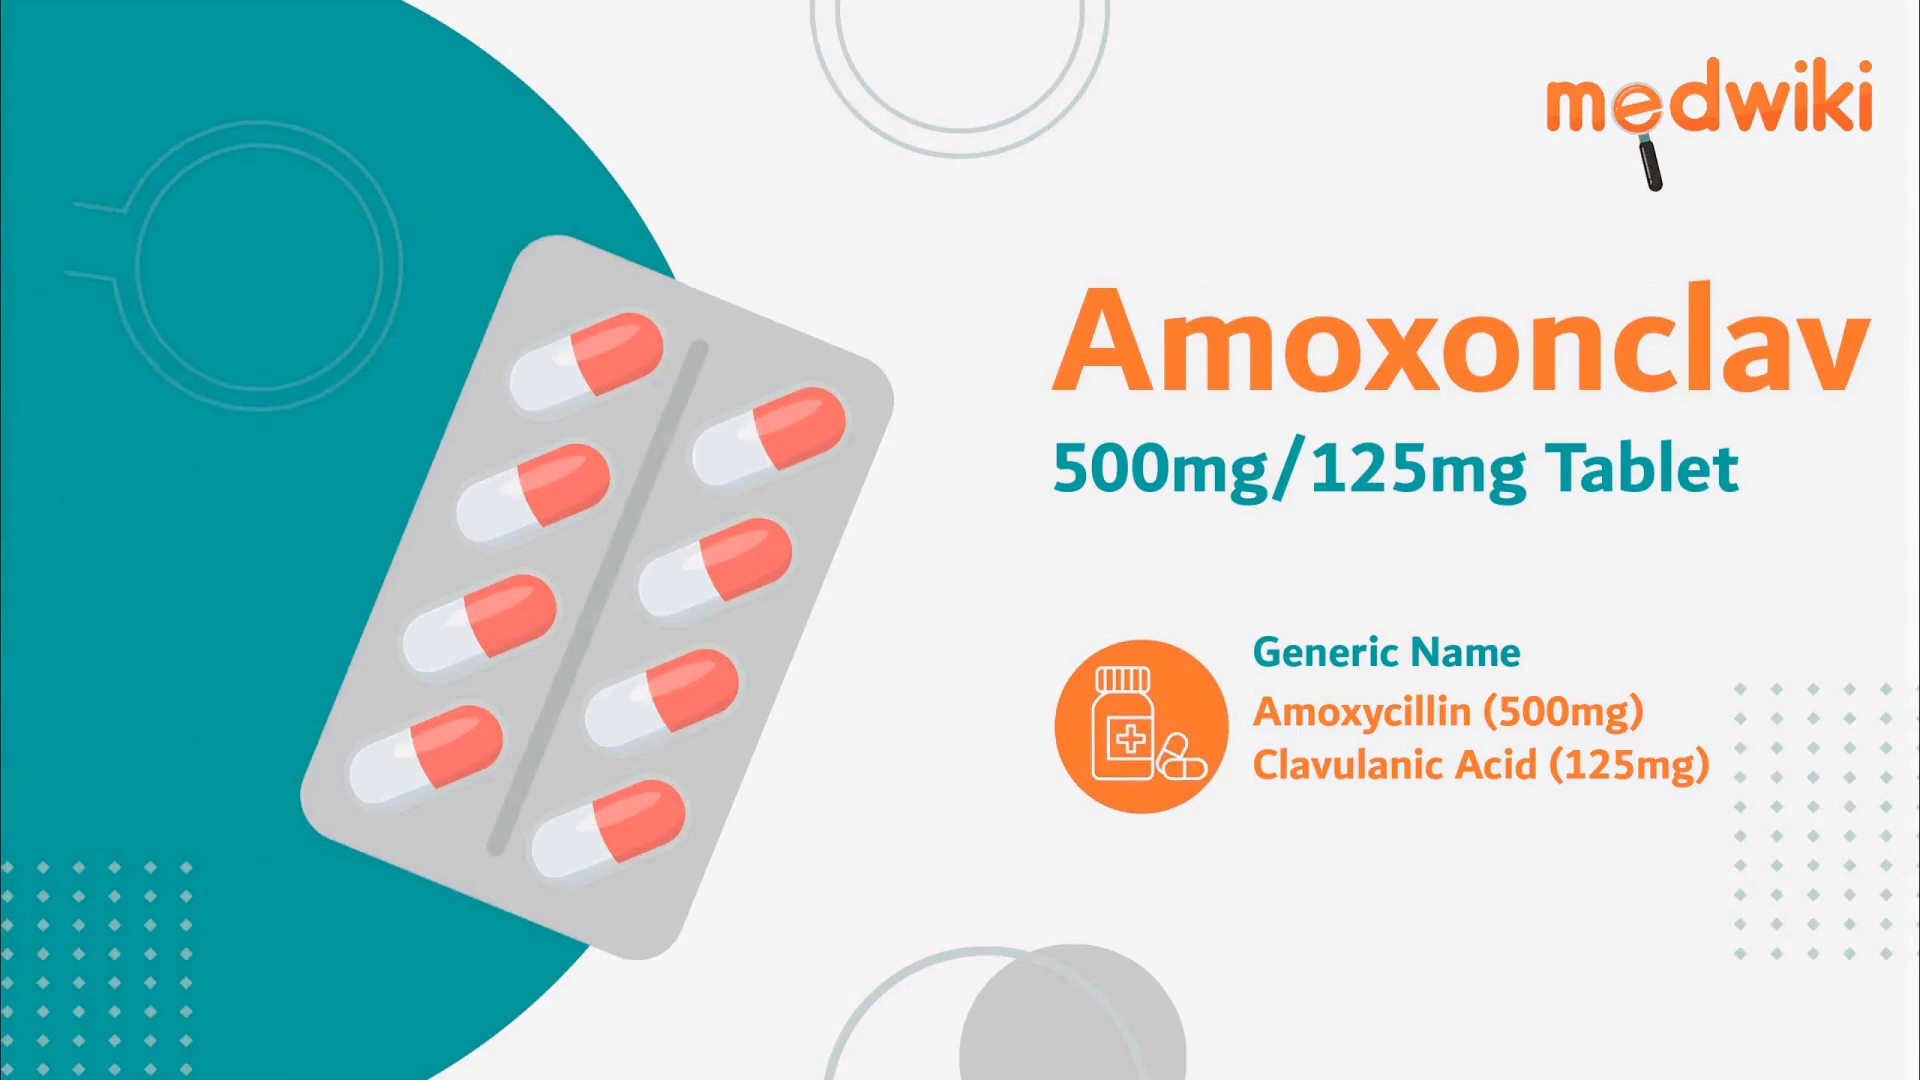 medwiki
Amoxonclav
500mg/125mg Tablet
Generic Name
Amoxycillin (500mg)
Clavulanic Acid (125mg)